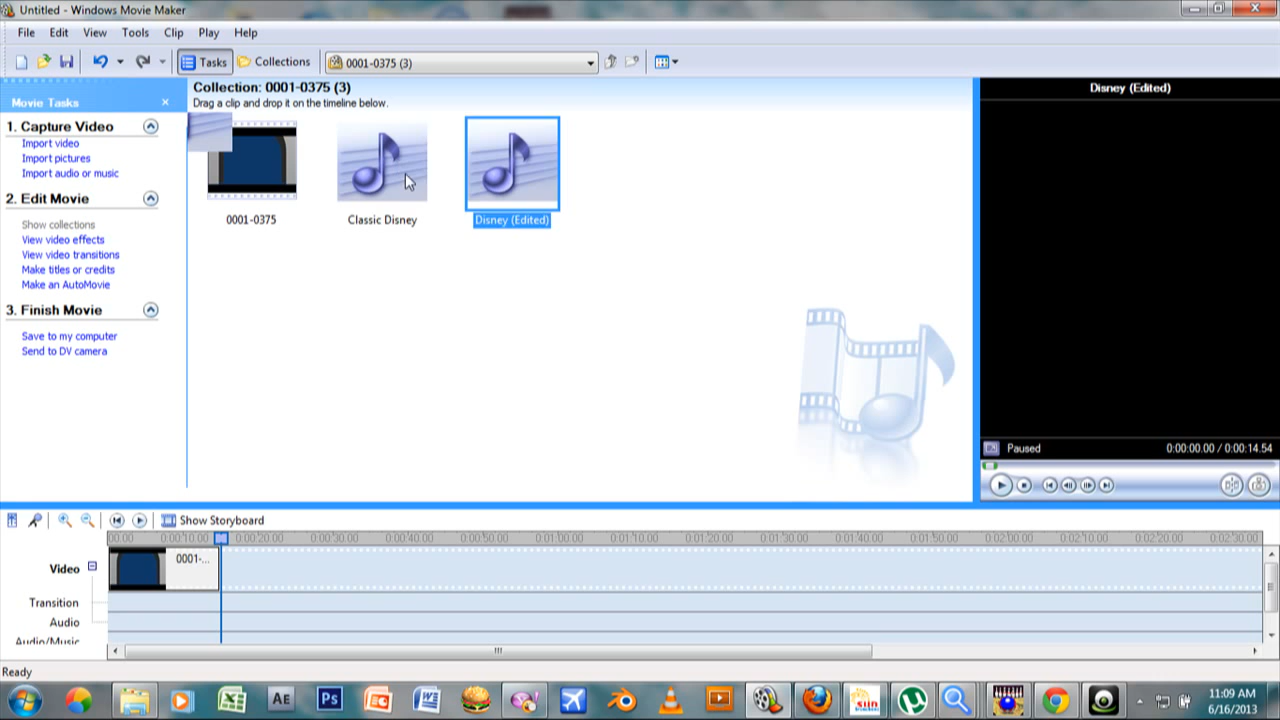 Untitled - Windows Movie Maker
File Edit View Tools Clip Play Help
Tasks Collections 0001-0375 (3)
Movie Tasks
Collection: 0001-0375 (3)
Drag a clip and drop it on the timeline below.
Disney (Edited)
1. Capture Video
Import video
Import pictures
Import audio or music
2. Edit Movie
Show collections
View video effects
View video transitions
Make titles or credits
Make an AutoMovie
3. Finish Movie
Save to my computer
Send to DV camera
0001-0375 Classic Disney Disney (Edited)
Paused 0:00:00.00 / 0:00:14.54
Show Storyboard
00.00 0:00:10.00 0:00:20.00 0:00:30.00 0:00:40.00 0:00:50.00 0:01:00.00 0:01:10.00 0:01:20.00 0:01:30.00 0:01:40.00 0:01:50.00 0:02:00.00 0:02:10.00 0:02:20.00 0:02:30.00
Video 0001-...
Transition
Audio
Audio/Music
Ready
AE Ps W sun
11:09 AM
6/16/2013